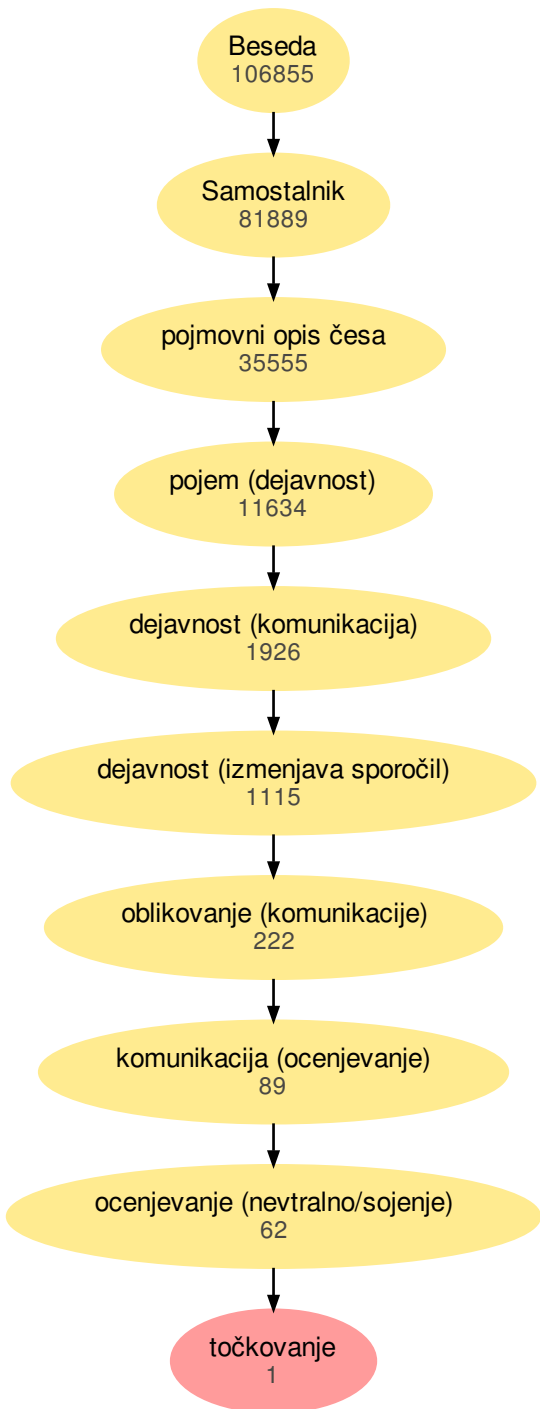 Beseda
106855
Samostalnik
81889
pojmovni opis česa
35555
pojem (dejavnost)
11634
dejavnost (komunikacija)
1926
dejavnost (izmenjava sporočil)
1115
oblikovanje (komunikacije)
222
komunikacija (ocenjevanje)
89
ocenjevanje (nevtralno/sojenje)
62
točkovanje
1